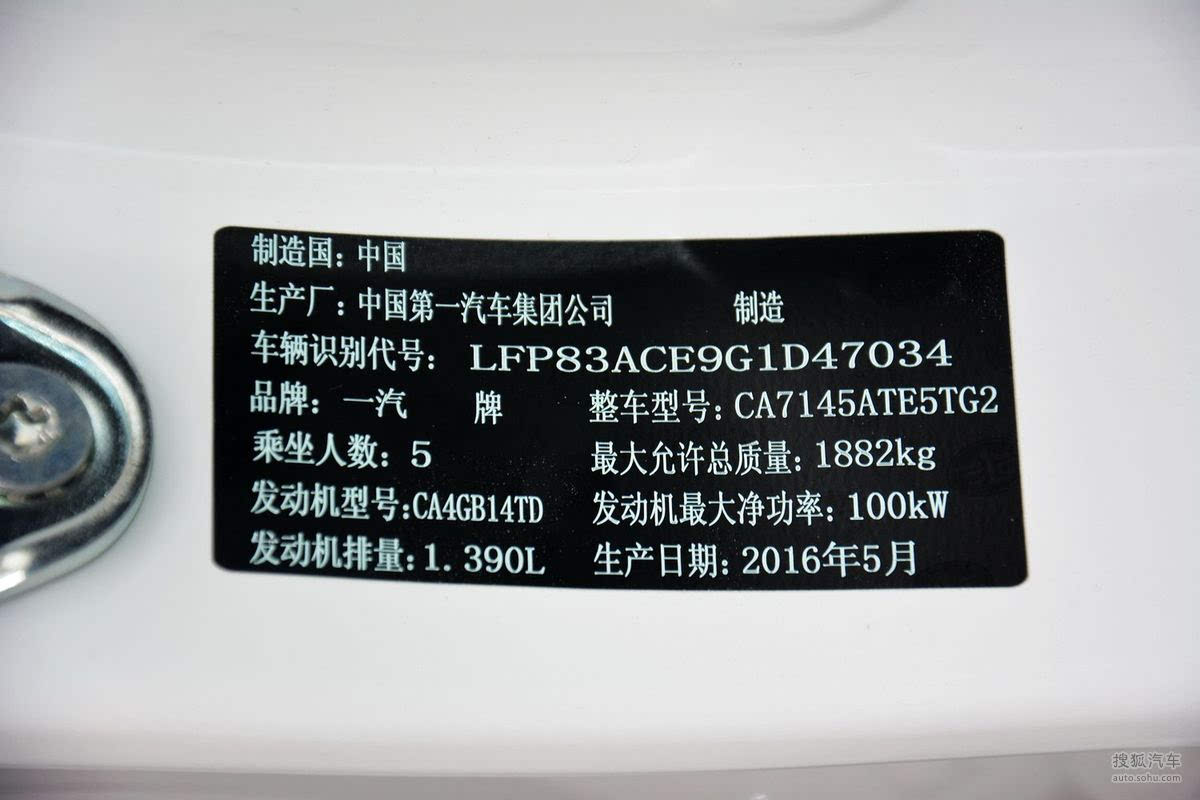 制造国：中国
生产厂：中国第一汽车集团公司 制造
车辆识别代号：LFP83ACE9G1D47034
品牌：一汽 牌 整车型号：CA7145ATE5TG2
乘坐人数：5 最大允许总质量：1882kg
发动机型号：CA4GB14TD 发动机最大净功率：100kW
发动机排量：1.390L 生产日期：2016年5月
搜狐汽车
auto.sohu.com